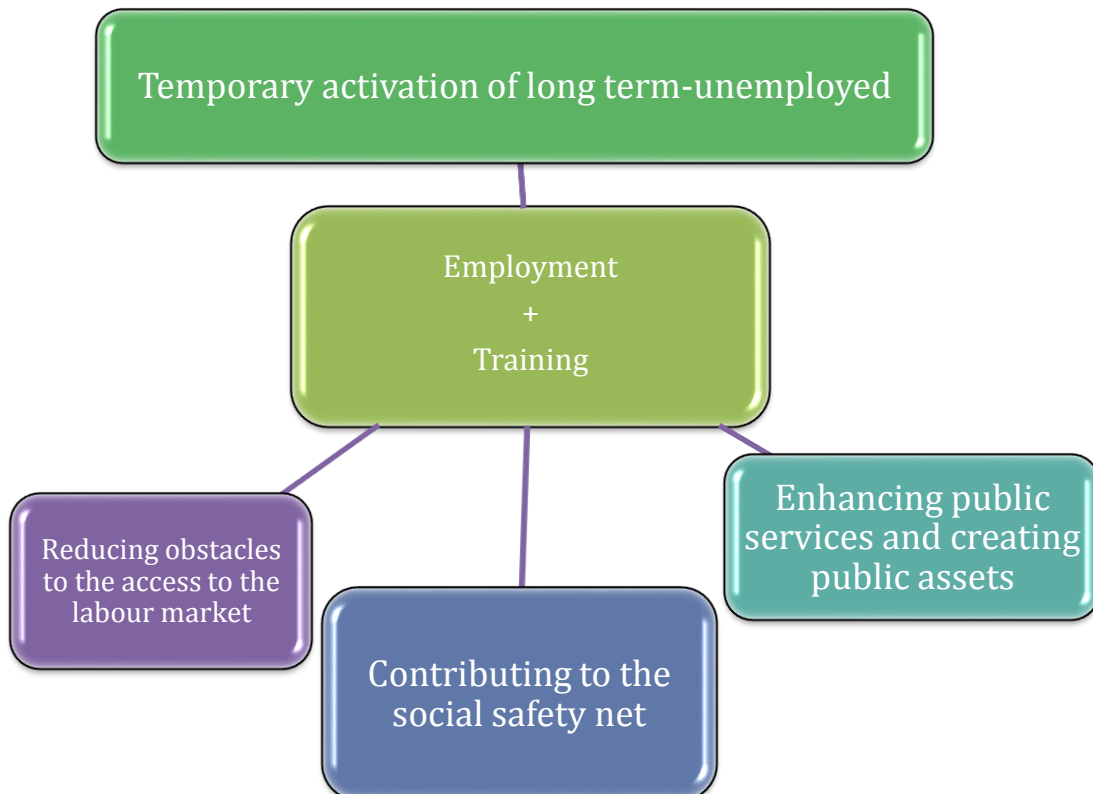 Temporary activation of long term-unemployed
Employment
+
Training
Reducing obstacles
to the access to the
labour market
Contributing to the
social safety net
Enhancing public
services and creating
public assets